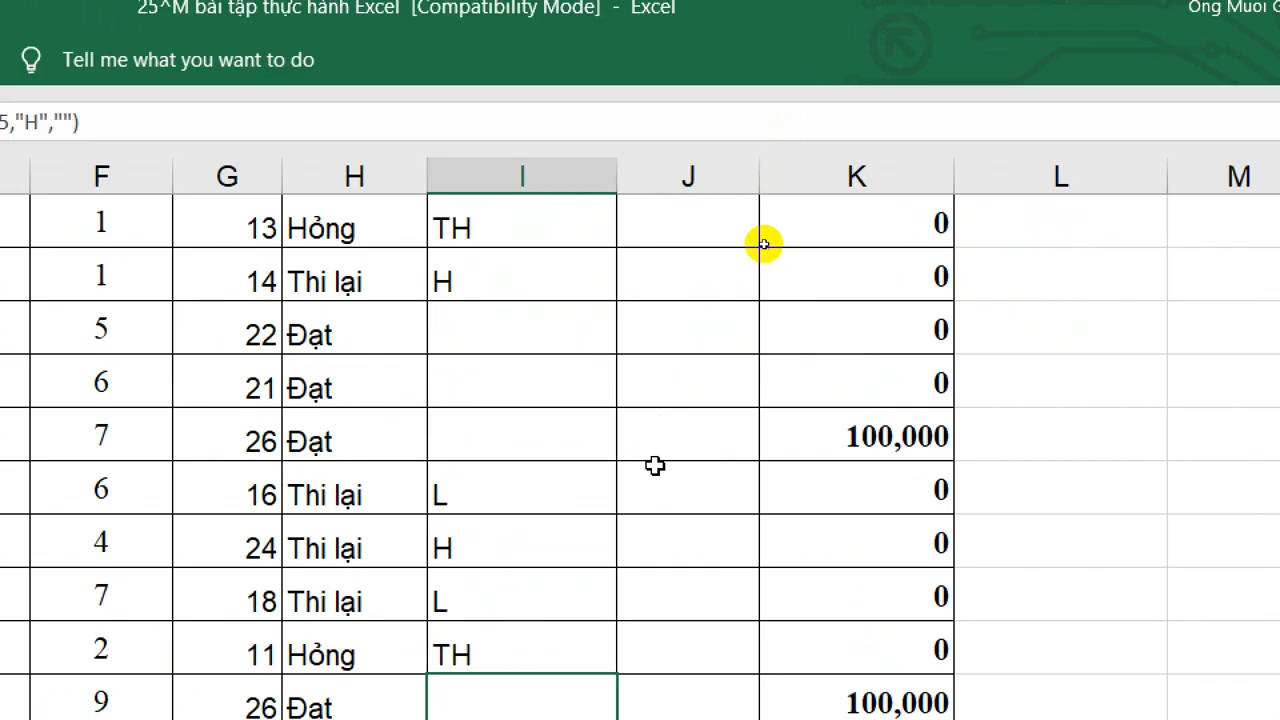 25^M bài tập thực hành Excel [Compatibility Mode] - Excel
Tell me what you want to do
5,"H","")
F G H I J K L M
1 13 Hỏng TH 0
1 14 Thi lại H 0
5 22 Đạt 0
6 21 Đạt 0
7 26 Đạt 100,000
6 16 Thi lại L 0
4 24 Thi lại H 0
7 18 Thi lại L 0
2 11 Hỏng TH 0
9 26 Đạt 100,000